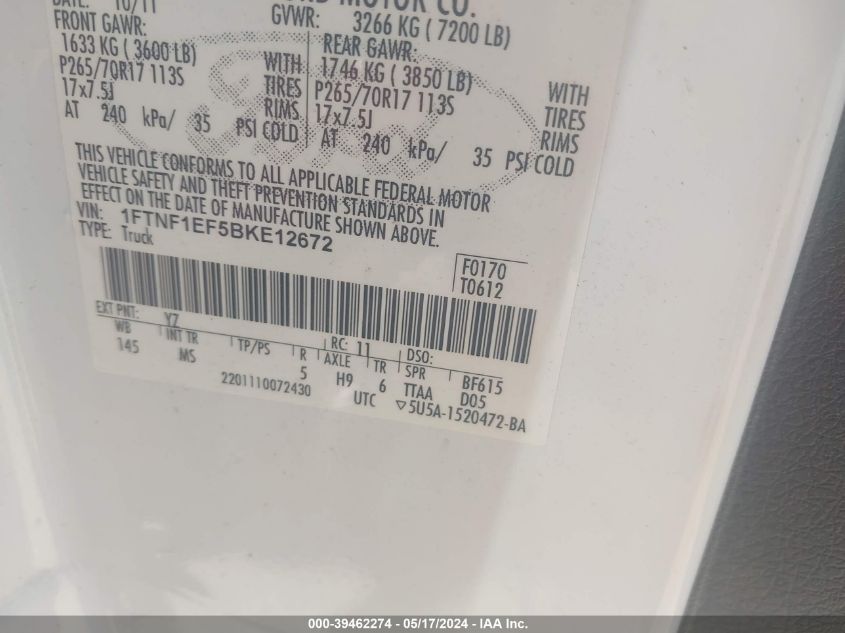 DATE: 10/11
MOTOR CO.
FRONT GAWR:
GVWR: 3266 KG ( 7200 LB)
1633 KG ( 3600 LB)
P265/70R17 113S
17x7.5J
WITH
TIRES
RIMS
AT 240 kPa/ 35 PSI COLD
REAR GAWR:
1746 KG ( 3850 LB)
P265/70R17 113S
17x7.5J
WITH
TIRES
RIMS
AT 240 kPa/ 35 PSI COLD
THIS VEHICLE CONFORMS TO ALL APPLICABLE FEDERAL MOTOR
VEHICLE SAFETY AND THEFT PREVENTION STANDARDS IN
EFFECT ON THE DATE OF MANUFACTURE SHOWN ABOVE.
VIN: 1FTNF1EF5BKE12672
TYPE: Truck
F0170
T0612
EXT PNT: YZ RC: 11 DSO:
WB INT TR TP/PS R AXLE TR SPR BF615
145 MS 5 H9 6 TTAA D05
2201110072430 UTC ▽5U5A-1520472-BA
000-39462274 - 05/17/2024 - IAA Inc.